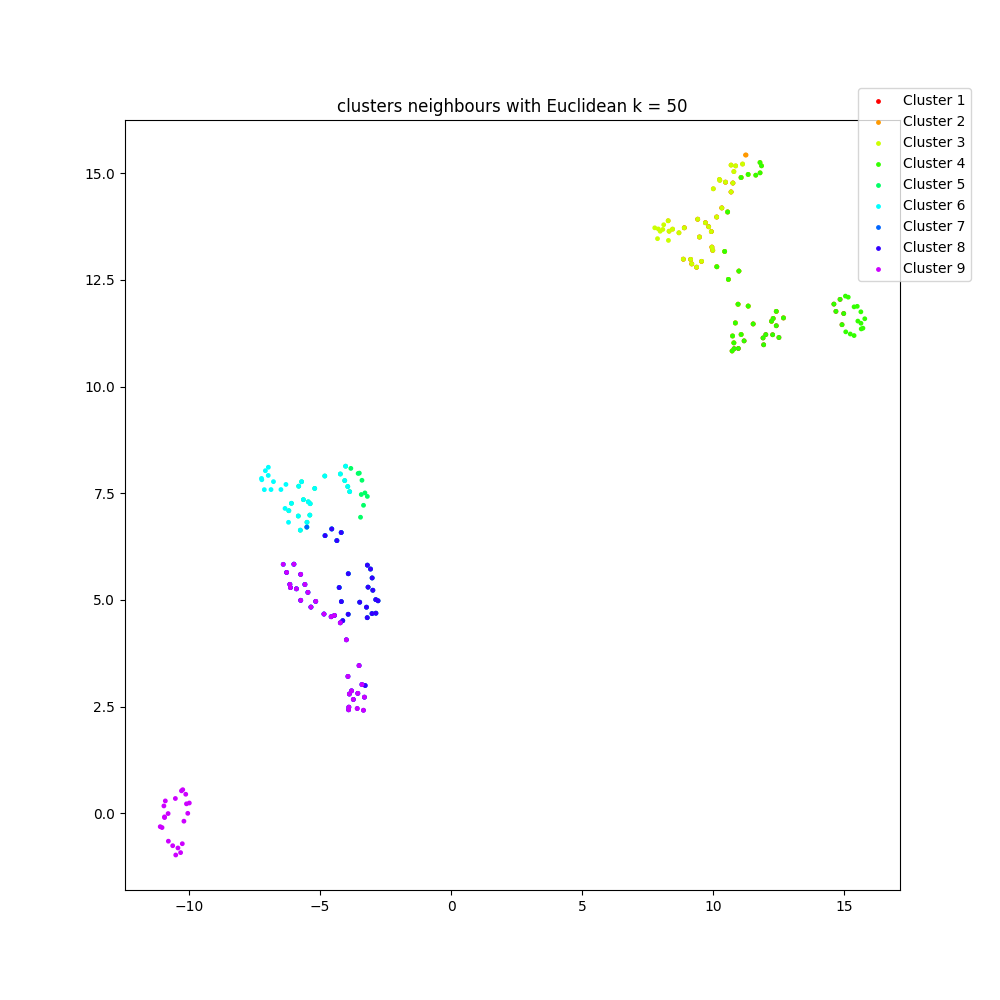 clusters neighbours with Euclidean k = 50
Cluster 1
Cluster 2
Cluster 3
Cluster 4
Cluster 5
Cluster 6
Cluster 7
Cluster 8
Cluster 9
15.0
12.5
10.0
7.5
5.0
2.5
0.0
−10
−5
0
5
10
15